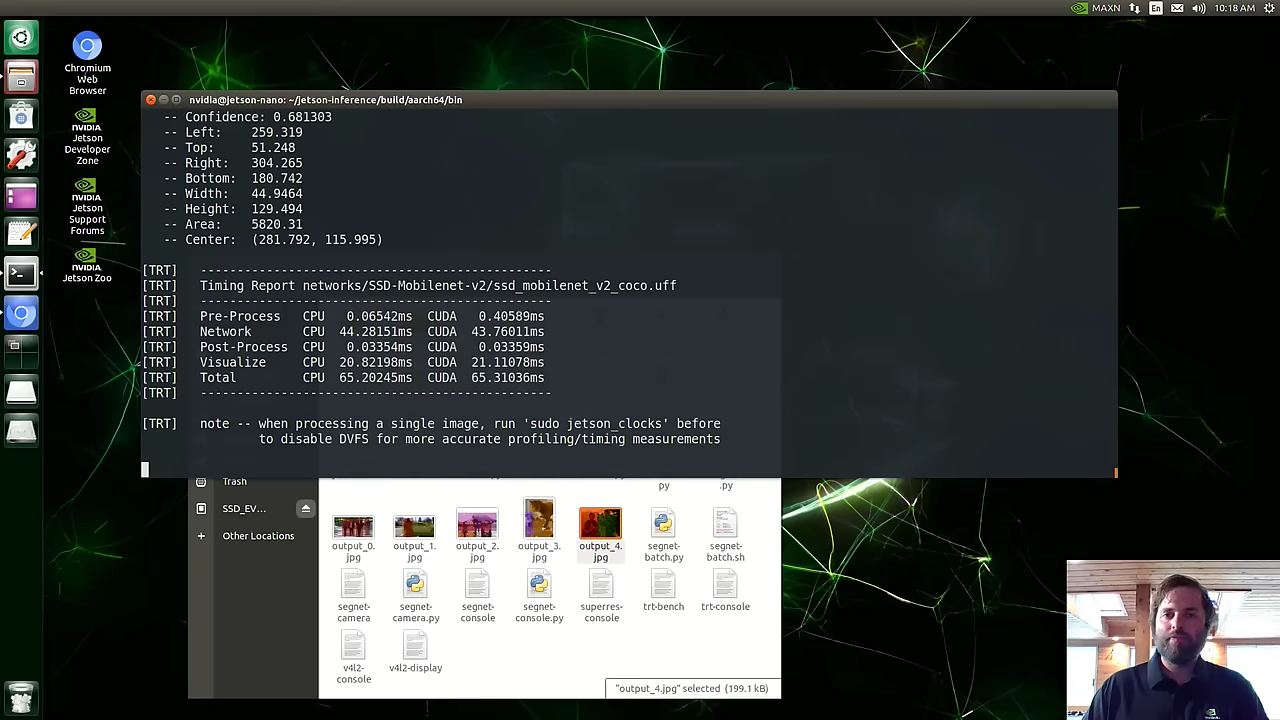 MAXN
En
10:18 AM
Chromium
Web
Browser
NVIDIA.
Jetson
Developer
Zone
NVIDIA.
Jetson
Support
Forums
NVIDIA.
Jetson Zoo
nvidia@jetson-nano: ~/jetson-inference/build/aarch64/bin
-- Confidence: 0.681303
-- Left: 259.319
-- Top: 51.248
-- Right: 304.265
-- Bottom: 180.742
-- Width: 44.9464
-- Height: 129.494
-- Area: 5820.31
-- Center: (281.792, 115.995)
[TRT] ------------------------------------------------
[TRT] Timing Report networks/SSD-Mobilenet-v2/ssd_mobilenet_v2_coco.uff
[TRT] ------------------------------------------------
[TRT] Pre-Process CPU 0.06542ms CUDA 0.40589ms
[TRT] Network CPU 44.28151ms CUDA 43.76011ms
[TRT] Post-Process CPU 0.03354ms CUDA 0.03359ms
[TRT] Visualize CPU 20.82198ms CUDA 21.11078ms
[TRT] Total CPU 65.20245ms CUDA 65.31036ms
[TRT] ------------------------------------------------
[TRT] note -- when processing a single image, run 'sudo jetson_clocks' before
to disable DVFS for more accurate profiling/timing measurements
Trash
SSD_EV...
+ Other Locations
py
.py
output_0.
jpg
output_1.
jpg
output_2.
jpg
output_3.
jpg
output_4.
jpg
segnet-
batch.py
segnet-
batch.sh
segnet-
camera
segnet-
camera.py
segnet-
console
segnet-
console.py
superres-
console
trt-bench
trt-console
v4l2-
console
v4l2-display
"output_4.jpg" selected (199.1 kB)